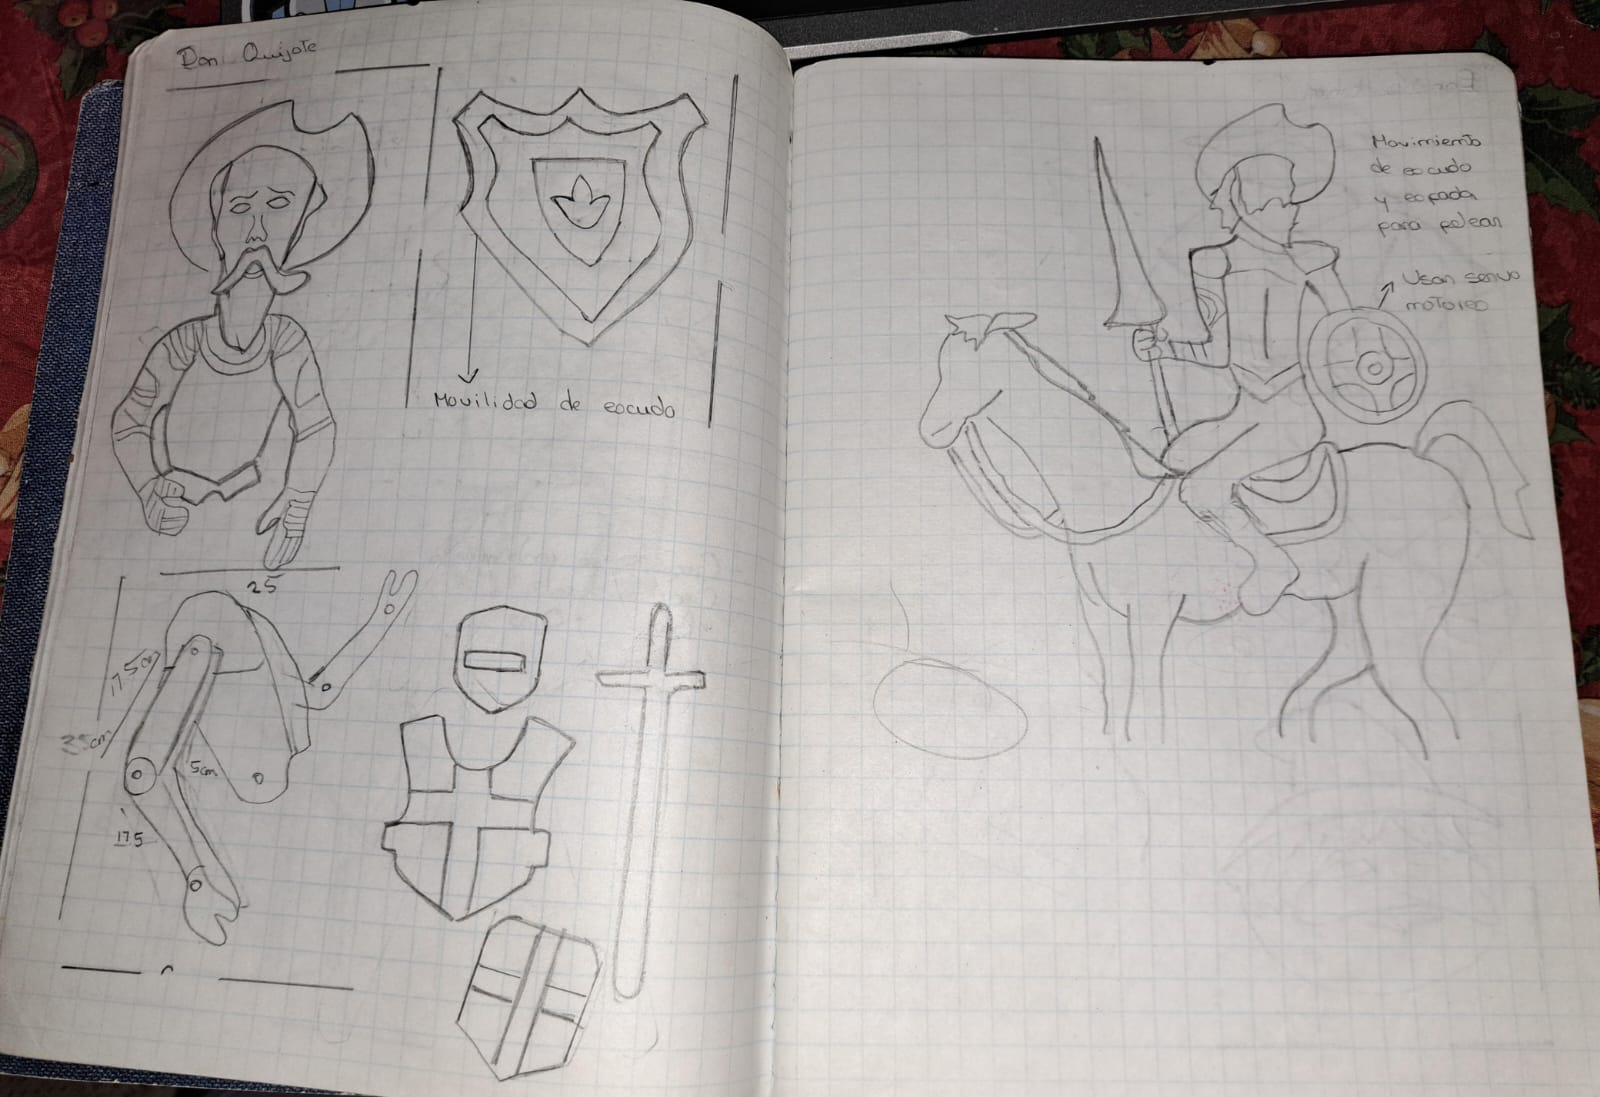 Don Quijote
Movilidad de escudo
25
17.5cm
35cm
5cm
17.5
Movimiento
de escudo
y espada
para pelear
Usar servo
motores